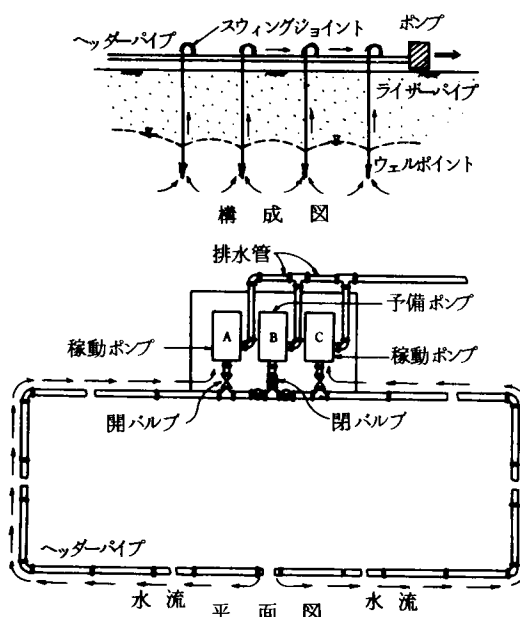 ヘッダーパイプ
スウィングジョイント
ポンプ
ライザーパイプ
ウェルポイント
構成図
排水管
予備ポンプ
A
B
C
稼動ポンプ
稼動ポンプ
開バルブ
閉バルブ
ヘッダーパイプ
水流
水流
平面図